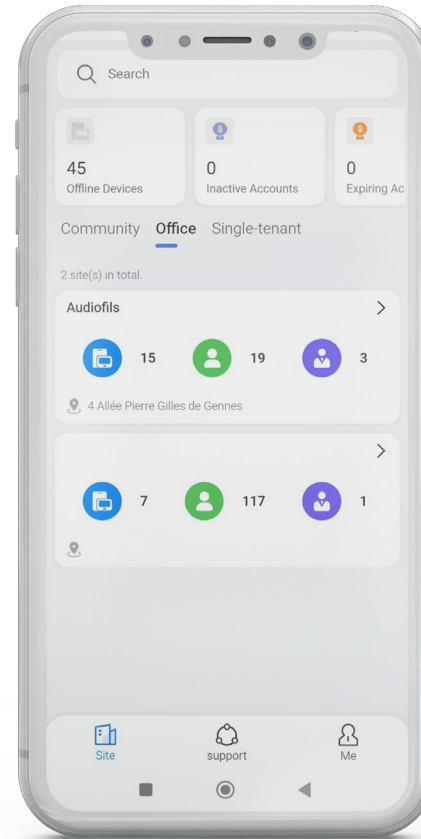 Search
45
Offline Devices
0
Inactive Accounts
0
Expiring Ac
Community Office Single-tenant
2 site(s) in total.
Audiofils
15 19 3
4 Allée Pierre Gilles de Gennes
7 117 1
Site support Me